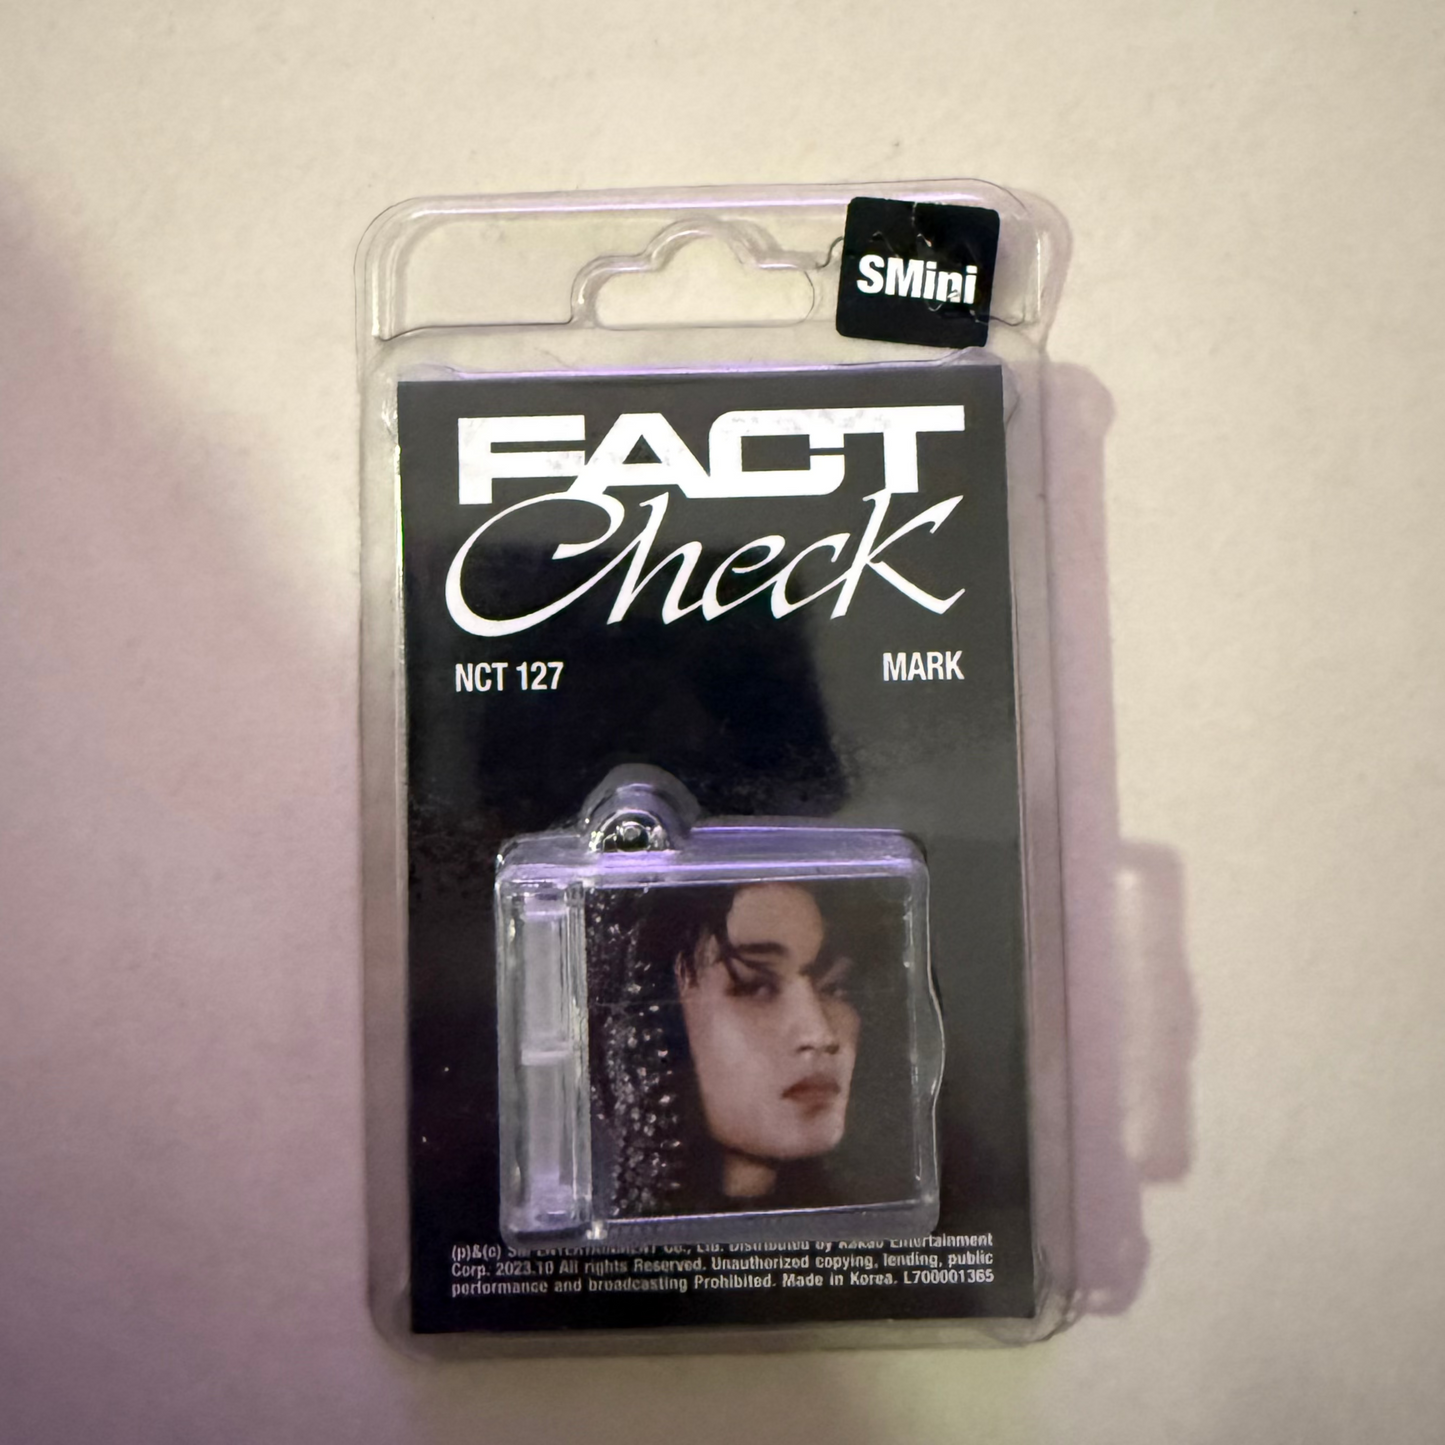 SMini
FACT
Check
NCT 127
MARK
(p)&(c) SM ENTERTAINMENT Co., Ltd. Distributed by Kakao Entertainment
Corp. 2023.10 All rights Reserved. Unauthorized copying, lending, public
performance and broadcasting Prohibited. Made in Korea. L700001365